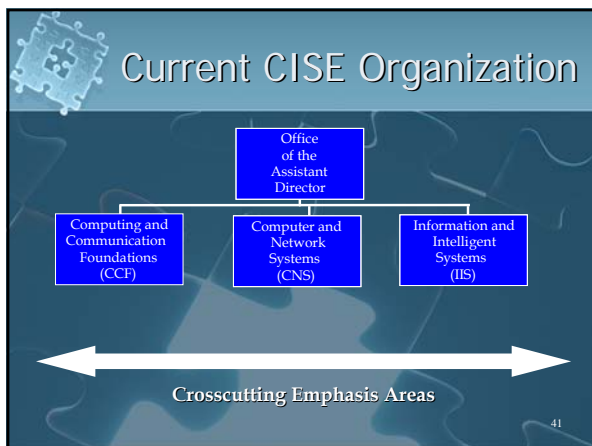 Current CISE Organization
Office
of the
Assistant
Director
Computing and
Communication
Foundations
(CCF)
Computer and
Network
Systems
(CNS)
Information and
Intelligent
Systems
(IIS)
Crosscutting Emphasis Areas
41